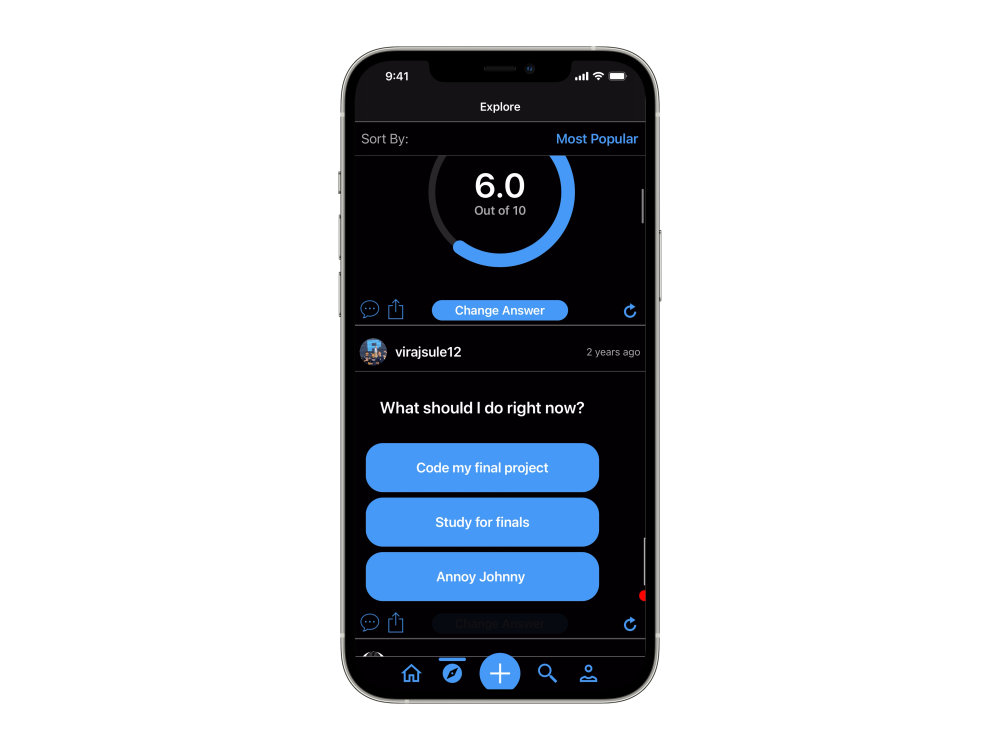 9:41
Explore
Sort By:
Most Popular
6.0
Out of 10
Change Answer
virajsule12
2 years ago
What should I do right now?
Code my final project
Study for finals
Annoy Johnny
Change Answer